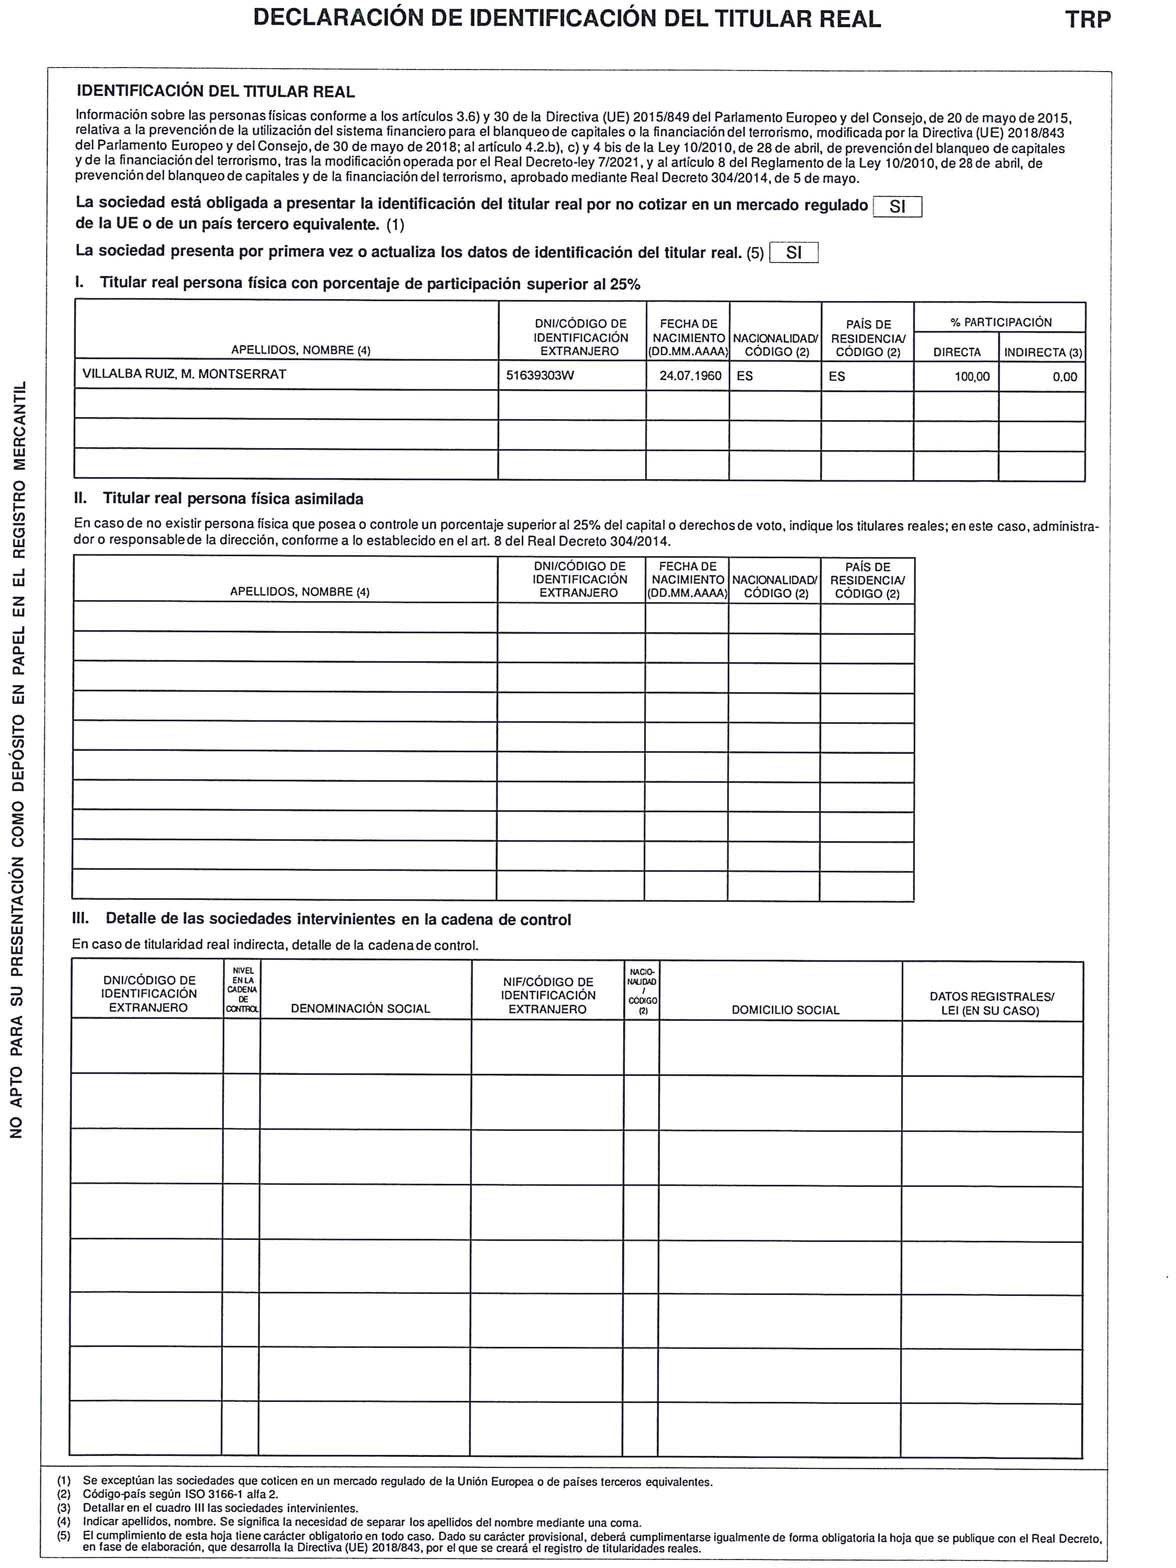 DECLARACIÓN DE IDENTIFICACIÓN DEL TITULAR REAL TRP
IDENTIFICACIÓN DEL TITULAR REAL
Información sobre las personas físicas conforme a los artículos 3.6) y 30 de la Directiva (UE) 2015/849 del Parlamento Europeo y del Consejo, de 20 de mayo de 2015,
relativa a la prevención de la utilización del sistema financiero para el blanqueo de capitales o la financiación del terrorismo, modificada por la Directiva (UE) 2018/843
del Parlamento Europeo y del Consejo, de 30 de mayo de 2018; al artículo 4.2.b), c) y 4 bis de la Ley 10/2010, de 28 de abril, de prevención del blanqueo de capitales
y de la financiación del terrorismo, tras la modificación operada por el Real Decreto-ley 7/2021, y al artículo 8 del Reglamento de la Ley 10/2010, de 28 de abril, de
prevención del blanqueo de capitales y de la financiación del terrorismo, aprobado mediante Real Decreto 304/2014, de 5 de mayo.
La sociedad está obligada a presentar la identificación del titular real por no cotizar en un mercado regulado SI
de la UE o de un país tercero equivalente. (1)
La sociedad presenta por primera vez o actualiza los datos de identificación del titular real. (5) SI
I. Titular real persona física con porcentaje de participación superior al 25%
APELLIDOS, NOMBRE (4)
DNI/CÓDIGO DE
IDENTIFICACIÓN
EXTRANJERO
FECHA DE
NACIMIENTO
(DD.MM.AAAA)
NACIONALIDAD/
CÓDIGO (2)
PAÍS DE
RESIDENCIA/
CÓDIGO (2)
% PARTICIPACIÓN
DIRECTA INDIRECTA (3)
VILLALBA RUIZ, M. MONTSERRAT 51639303W 24.07.1960 ES ES 100,00 0.00
II. Titular real persona física asimilada
En caso de no existir persona física que posea o controle un porcentaje superior al 25% del capital o derechos de voto, indique los titulares reales; en este caso, administra-
dor o responsable de la dirección, conforme a lo establecido en el art. 8 del Real Decreto 304/2014.
APELLIDOS, NOMBRE (4)
DNI/CÓDIGO DE
IDENTIFICACIÓN
EXTRANJERO
FECHA DE
NACIMIENTO
(DD.MM.AAAA)
NACIONALIDAD/
CÓDIGO (2)
PAÍS DE
RESIDENCIA/
CÓDIGO (2)
III. Detalle de las sociedades intervinientes en la cadena de control
En caso de titularidad real indirecta, detalle de la cadena de control.
DNI/CÓDIGO DE
IDENTIFICACIÓN
EXTRANJERO
NIVEL
EN LA
CADENA
DE
CONTROL
DENOMINACIÓN SOCIAL
NIF/CÓDIGO DE
IDENTIFICACIÓN
EXTRANJERO
NACIO-
NALIDAD
/
CÓDIGO
(2)
DOMICILIO SOCIAL
DATOS REGISTRALES/
LEI (EN SU CASO)
(1) Se exceptúan las sociedades que coticen en un mercado regulado de la Unión Europea o de países terceros equivalentes.
(2) Código-país según ISO 3166-1 alfa 2.
(3) Detallar en el cuadro III las sociedades intervinientes.
(4) Indicar apellidos, nombre. Se significa la necesidad de separar los apellidos del nombre mediante una coma.
(5) El cumplimiento de esta hoja tiene carácter obligatorio en todo caso. Dado su carácter provisional, deberá cumplimentarse igualmente de forma obligatoria la hoja que se publique con el Real Decreto,
en fase de elaboración, que desarrolla la Directiva (UE) 2018/843, por el que se creará el registro de titularidades reales.
NO APTO PARA SU PRESENTACIÓN COMO DEPÓSITO EN PAPEL EN EL REGISTRO MERCANTIL